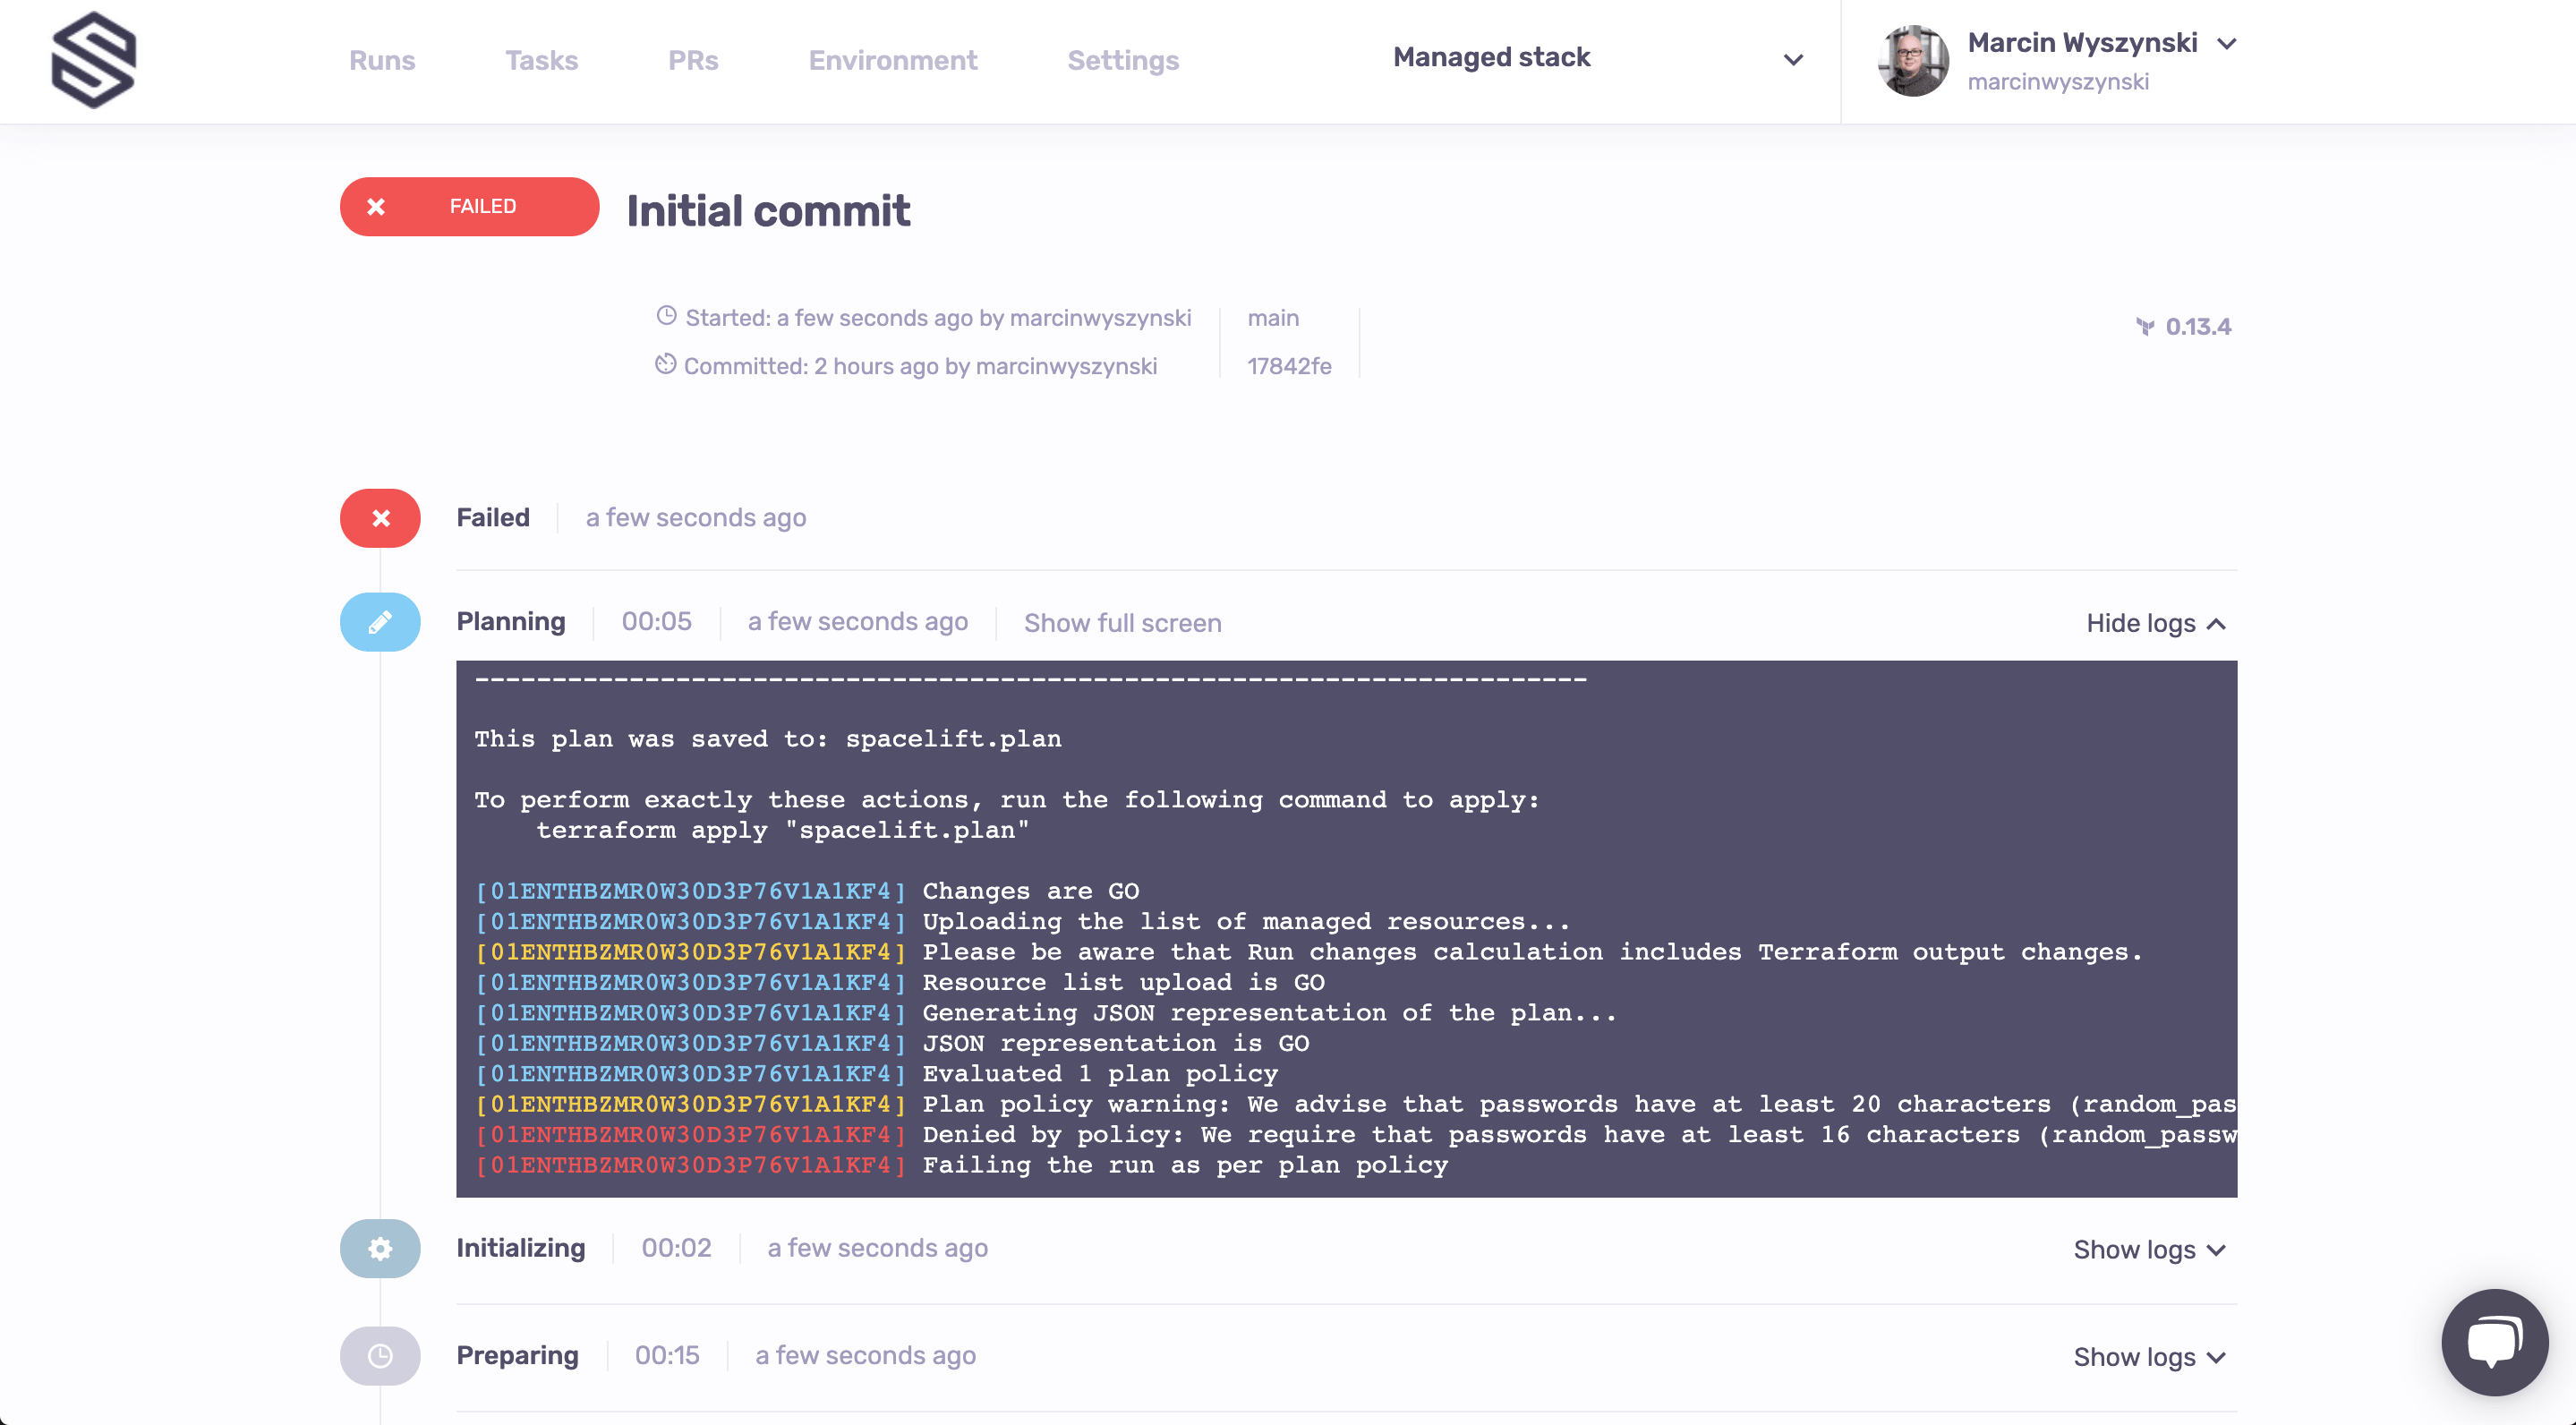 Runs Tasks PRs Environment Settings Managed stack Marcin Wyszynski
marcinwyszynski
FAILED Initial commit
Started: a few seconds ago by marcinwyszynski main
0.13.4
Committed: 2 hours ago by marcinwyszynski 17842fe
Failed a few seconds ago
Planning 00:05 a few seconds ago Show full screen Hide logs
------------------------------------------------------------------------
This plan was saved to: spacelift.plan
To perform exactly these actions, run the following command to apply:
terraform apply "spacelift.plan"
[01ENTHBZMR0W30D3P76V1A1KF4] Changes are GO
[01ENTHBZMR0W30D3P76V1A1KF4] Uploading the list of managed resources...
[01ENTHBZMR0W30D3P76V1A1KF4] Please be aware that Run changes calculation includes Terraform output changes.
[01ENTHBZMR0W30D3P76V1A1KF4] Resource list upload is GO
[01ENTHBZMR0W30D3P76V1A1KF4] Generating JSON representation of the plan...
[01ENTHBZMR0W30D3P76V1A1KF4] JSON representation is GO
[01ENTHBZMR0W30D3P76V1A1KF4] Evaluated 1 plan policy
[01ENTHBZMR0W30D3P76V1A1KF4] Plan policy warning: We advise that passwords have at least 20 characters (random_pas
[01ENTHBZMR0W30D3P76V1A1KF4] Denied by policy: We require that passwords have at least 16 characters (random_passw
[01ENTHBZMR0W30D3P76V1A1KF4] Failing the run as per plan policy
Initializing 00:02 a few seconds ago Show logs
Preparing 00:15 a few seconds ago Show logs